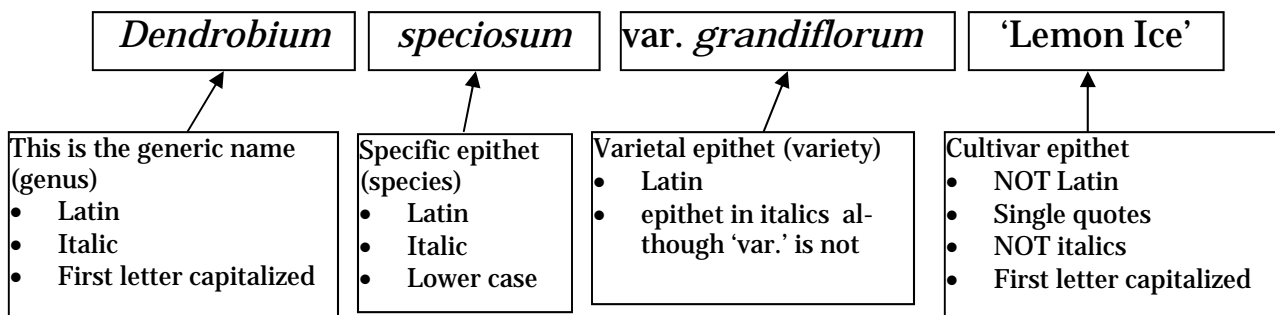 Dendrobium
speciosum
var. grandiflorum
‘Lemon Ice’
This is the generic name
(genus)
• Latin
• Italic
• First letter capitalized
Specific epithet
(species)
• Latin
• Italic
• Lower case
Varietal epithet (variety)
• Latin
• epithet in italics al-
though ‘var.’ is not
Cultivar epithet
• NOT Latin
• Single quotes
• NOT italics
• First letter capitalized